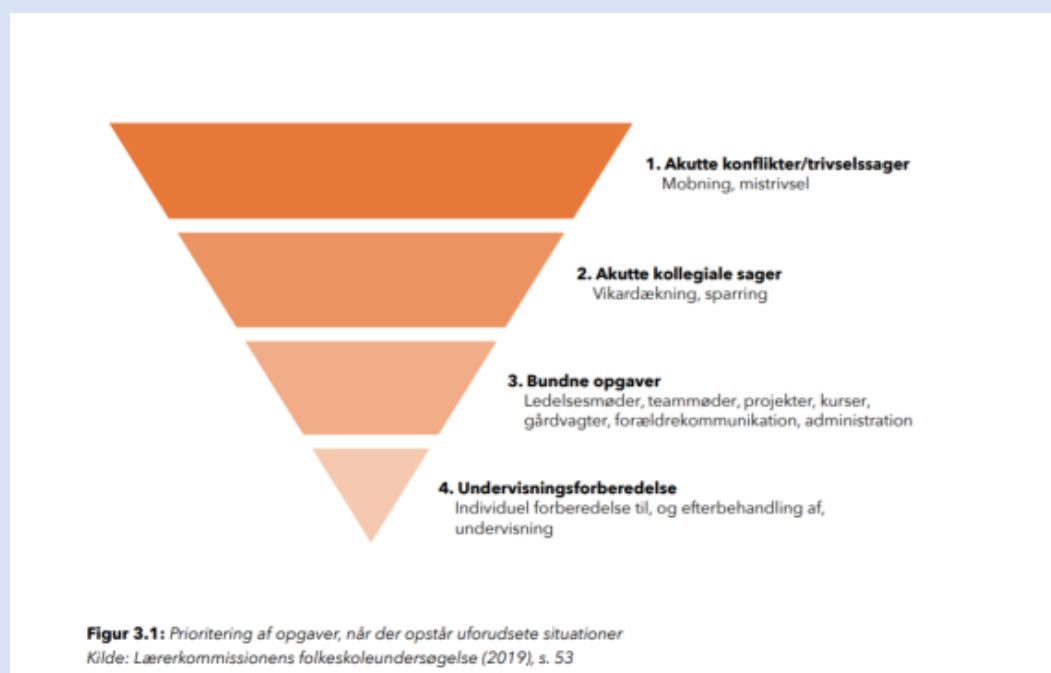 1. Akutte konflikter/trivselssager
Mobning, mistrivsel
2. Akutte kollegiale sager
Vikardækning, sparring
3. Bundne opgaver
Ledelsesmøder, teammøder, projekter, kurser,
gårdvagter, forældrekommunikation, administration
4. Undervisningsforberedelse
Individuel forberedelse til, og efterbehandling af,
undervisning
Figur 3.1: Prioritering af opgaver, når der opstår uforudsete situationer
Kilde: Lærerkommissionens folkeskoleundersøgelse (2019), s. 53